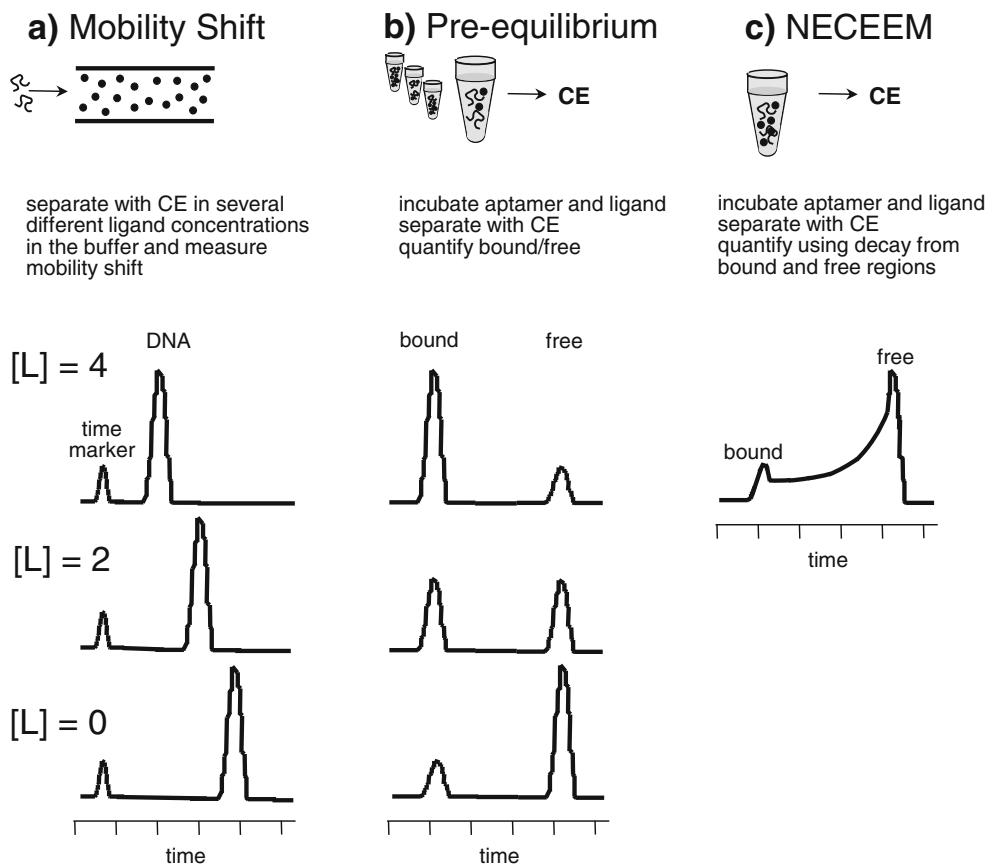 a) Mobility Shift
separate with CE in several
different ligand concentrations
in the buffer and measure
mobility shift
DNA
[L] = 4
time
marker
[L] = 2
[L] = 0
time
b) Pre-equilibrium
CE
incubate aptamer and ligand
separate with CE
quantify bound/free
bound
free
time
c) NECEEM
CE
incubate aptamer and ligand
separate with CE
quantify using decay from
bound and free regions
free
bound
time